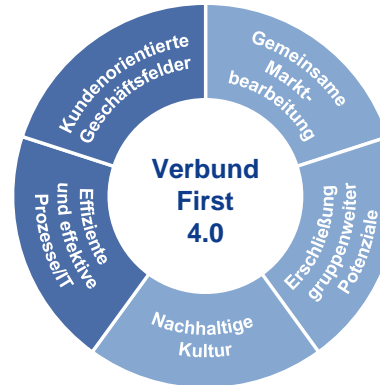 Kundenorientierte
Geschäftsfelder
Gemeinsame
Markt-
bearbeitung
Verbund
First
4.0
Effiziente
und effektive
Prozesse/IT
Erschließung
gruppenweiter
Potenziale
Nachhaltige
Kultur